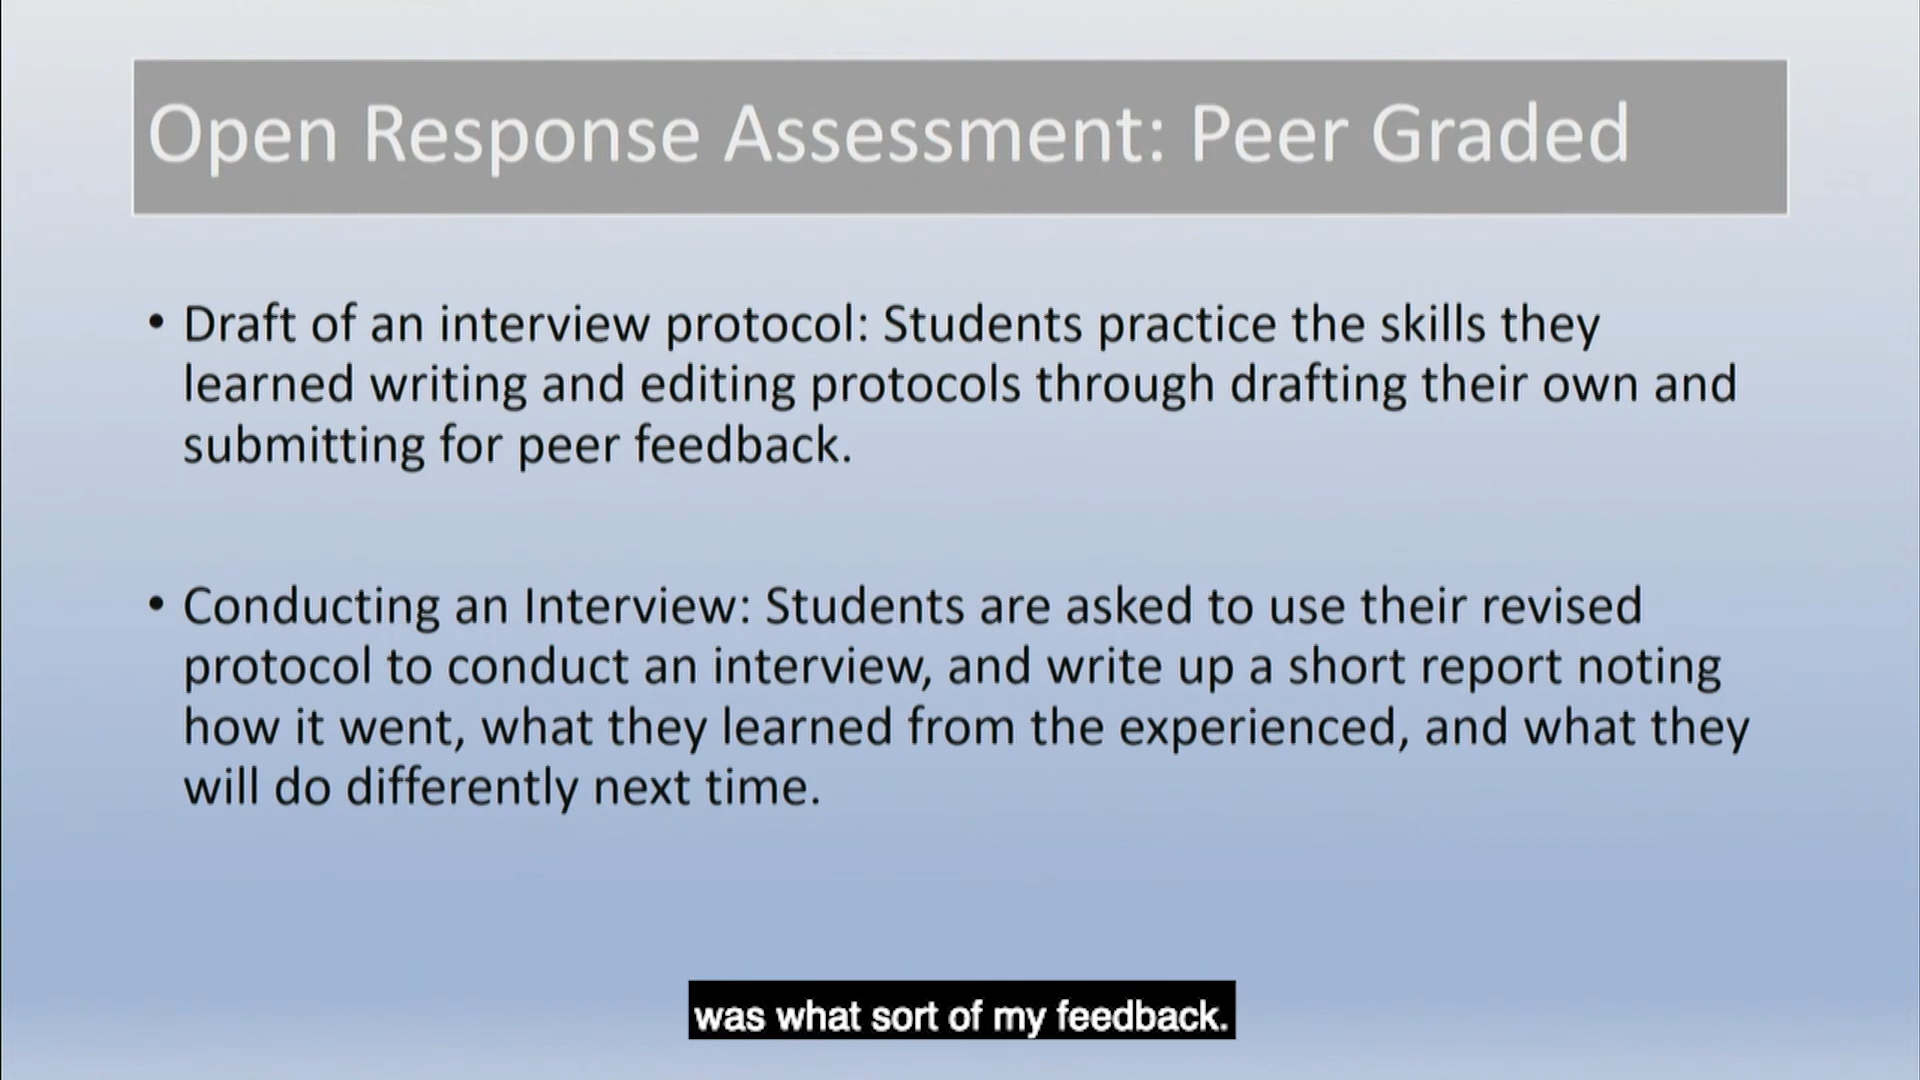 Open Response Assessment: Peer Graded
• Draft of an interview protocol: Students practice the skills they
learned writing and editing protocols through drafting their own and
submitting for peer feedback.
• Conducting an Interview: Students are asked to use their revised
protocol to conduct an interview, and write up a short report noting
how it went, what they learned from the experienced, and what they
will do differently next time.
was what sort of my feedback.